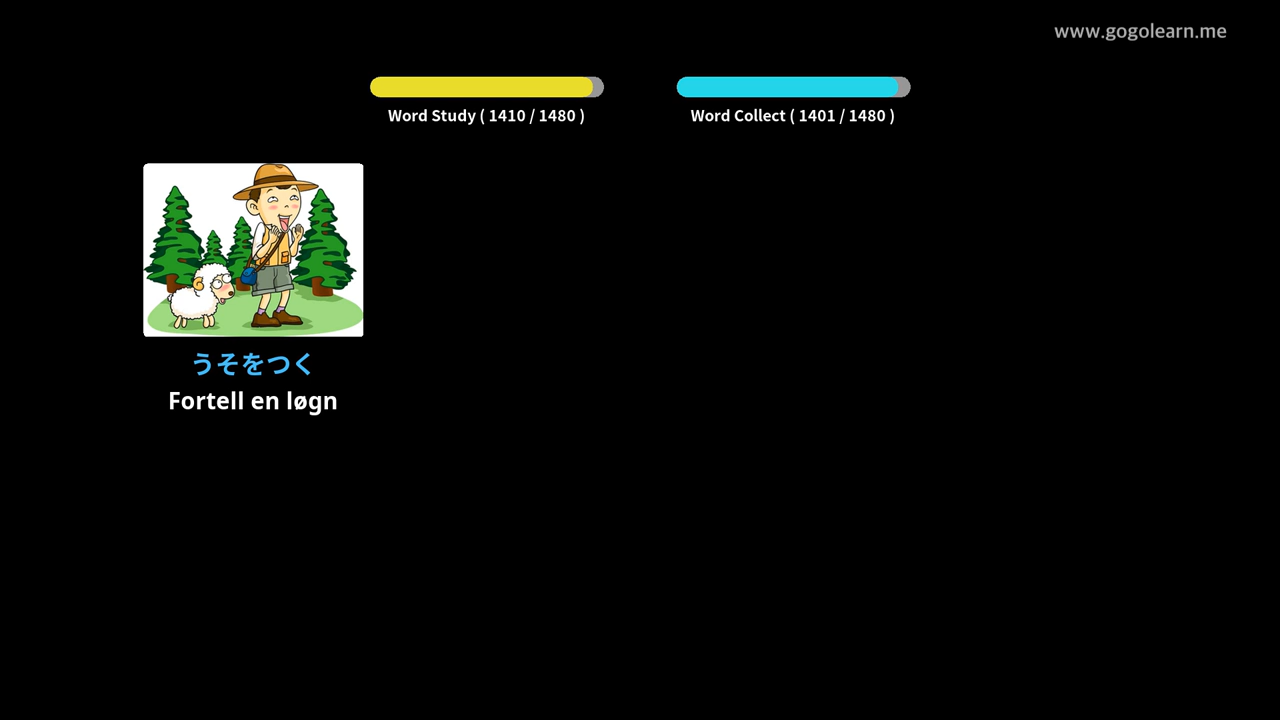 www.gogolearn.me
Word Study ( 1410 / 1480 )
Word Collect ( 1401 / 1480 )
うそをつく
Fortell en løgn